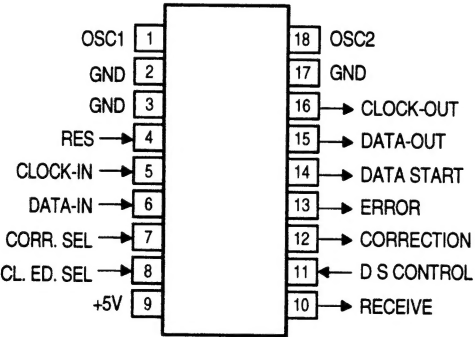 OSC1 1 18 OSC2
GND 2 17 GND
GND 3 16 CLOCK-OUT
RES 4 15 DATA-OUT
CLOCK-IN 5 14 DATA START
DATA-IN 6 13 ERROR
CORR. SEL 7 12 CORRECTION
CL. ED. SEL 8 11 D S CONTROL
+5V 9 10 RECEIVE